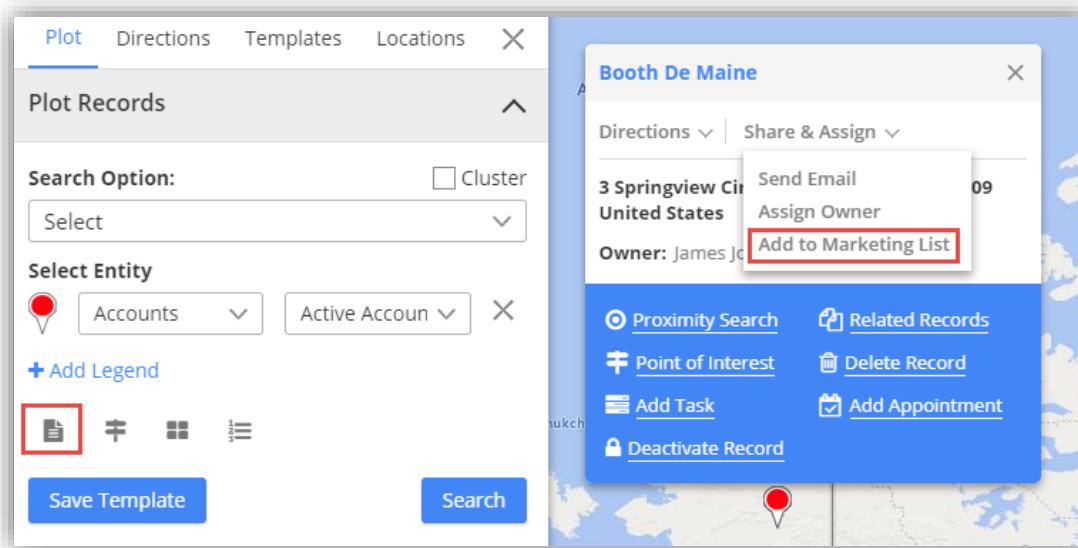 Plot Directions Templates Locations
Plot Records
Search Option: Cluster
Select
Select Entity
Accounts Active Accoun
+ Add Legend
Save Template Search
Booth De Maine
Directions Share & Assign
Send Email
Assign Owner
Add to Marketing List
3 Springview 09
United States
Owner: James
Proximity Search Related Records
Point of Interest Delete Record
Add Task Add Appointment
Deactivate Record